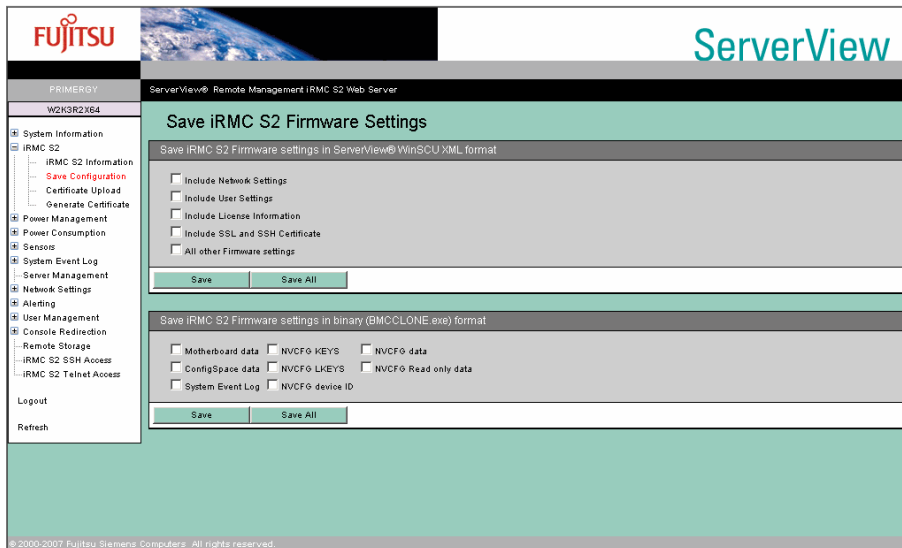 FUJITSU
ServerView
PRIMERGY
ServerView® Remote Management iRMC S2 Web Server
W2K3R2X64
System Information
iRMC S2
iRMC S2 Information
Save Configuration
Certificate Upload
Generate Certificate
Power Management
Power Consumption
Sensors
System Event Log
Server Management
Network Settings
Alerting
User Management
Console Redirection
Remote Storage
iRMC S2 SSH Access
iRMC S2 Telnet Access
Logout
Refresh
Save iRMC S2 Firmware Settings
Save iRMC S2 Firmware settings in ServerView® WinSCU XML format
Include Network Settings
Include User Settings
Include License Information
Include SSL and SSH Certificate
All other Firmware settings
Save Save All
Save iRMC S2 Firmware settings in binary (BMCCLONE.exe) format
Motherboard data NVCFG KEYS NVCFG data
ConfigSpace data NVCFG LKEYS NVCFG Read only data
System Event Log NVCFG device ID
Save Save All
© 2000-2007 Fujitsu Siemens Computers All rights reserved.